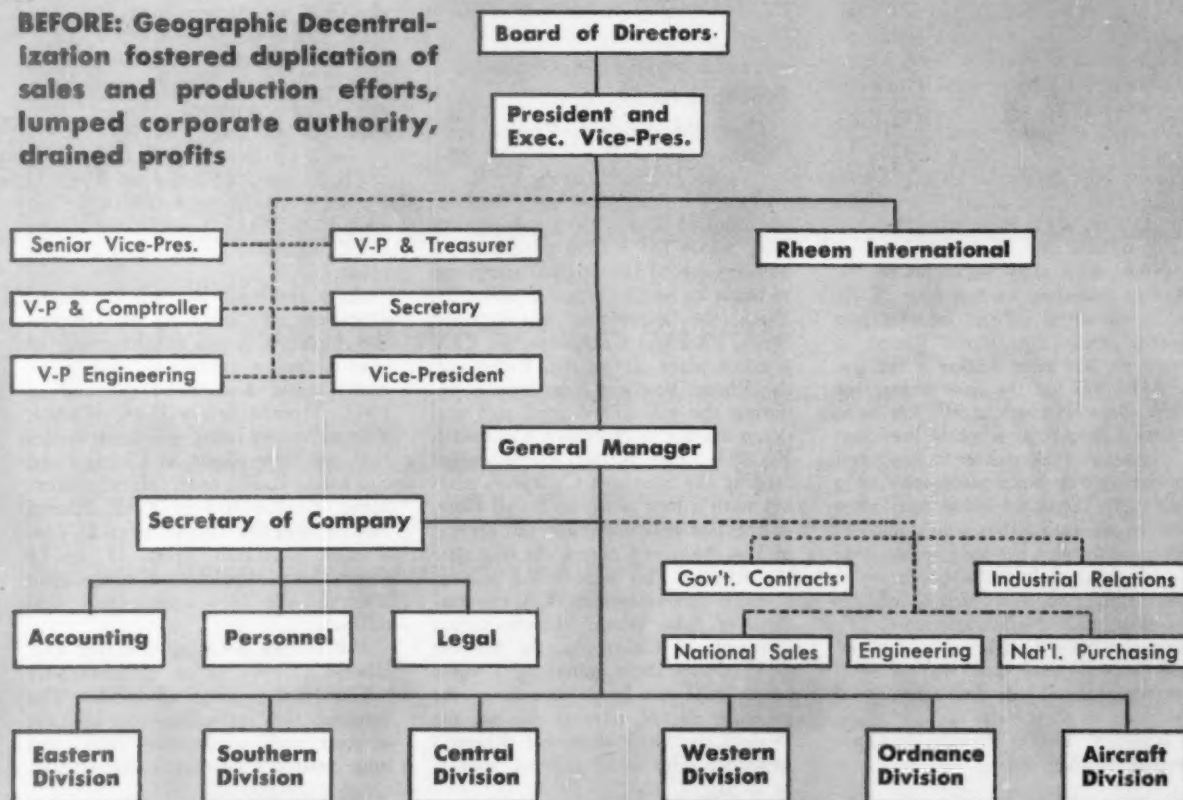 BEFORE: Geographic Decentral-
ization fostered duplication of
sales and production efforts,
lumped corporate authority,
drained profits
Board of Directors
President and
Exec. Vice-Pres.
Senior Vice-Pres.
V-P & Treasurer
Rheem International
V-P & Comptroller
Secretary
V-P Engineering
Vice-President
General Manager
Secretary of Company
Gov't. Contracts
Industrial Relations
Accounting
Personnel
Legal
National Sales
Engineering
Nat'l. Purchasing
Eastern
Division
Southern
Division
Central
Division
Western
Division
Ordnance
Division
Aircraft
Division